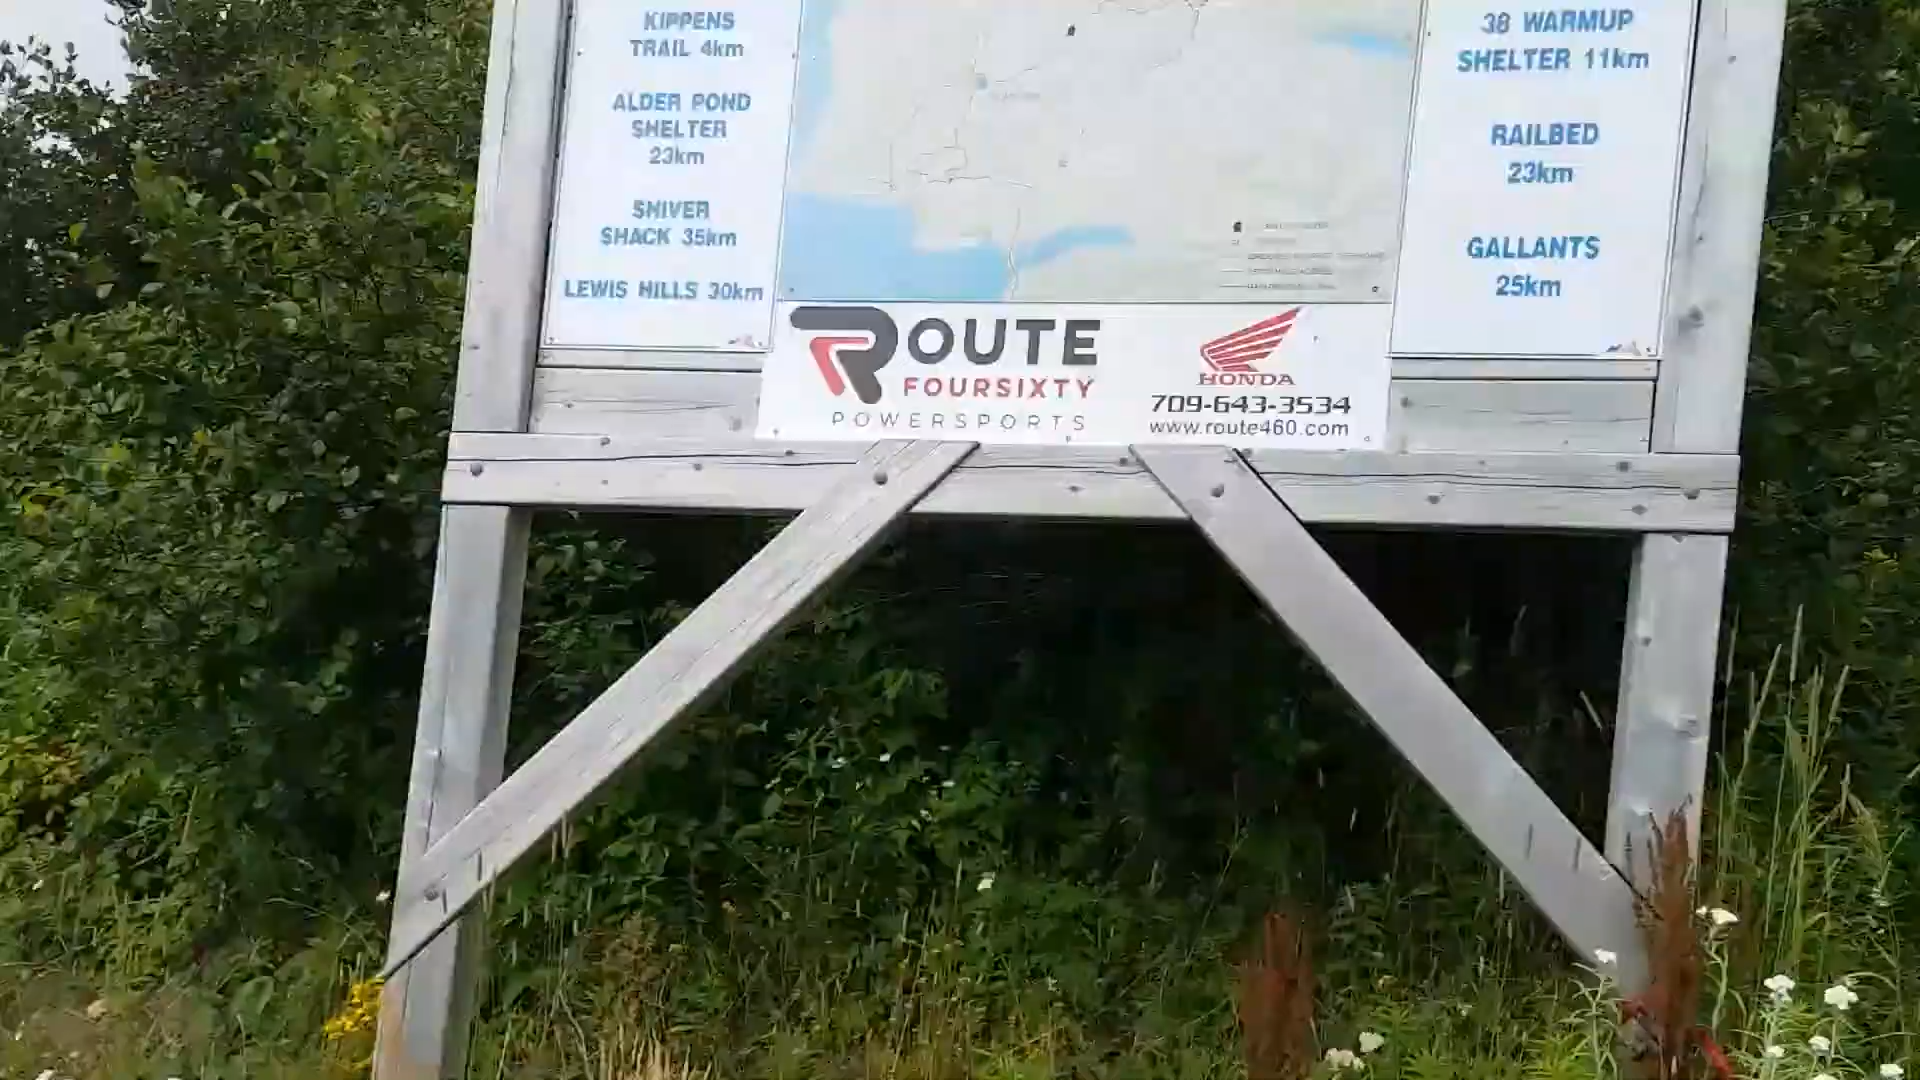 KIPPENS
TRAIL 4km
ALDER POND
SHELTER
23km
SHIVER
SHACK 35km
LEWIS HILLS 30km
38 WARMUP
SHELTER 11km
RAILBED
23km
GALLANTS
25km
ROUTE
FOURSIXTY
POWERSPORTS
HONDA
709-643-3534
www.route460.com